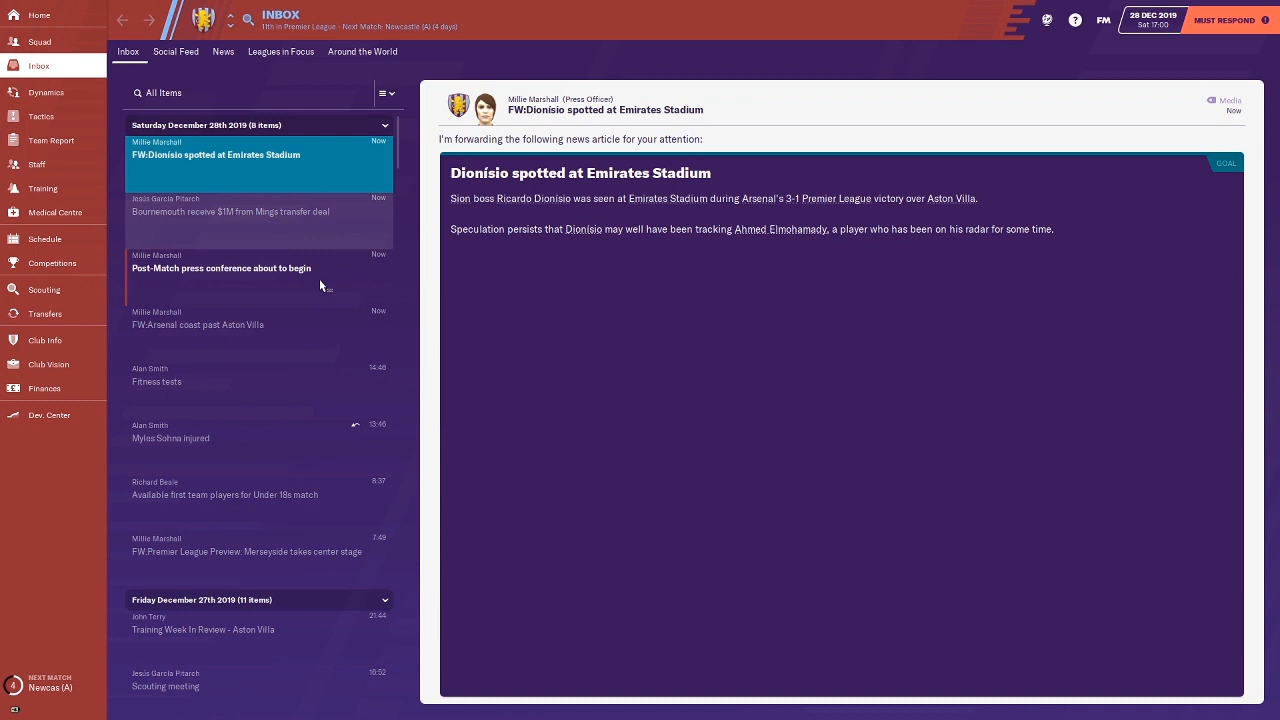 Home
Squad
Inbox
Dynamics
Tactics
Team Report
Staff
Training
Medical Centre
Schedule
Competitions
Scouting
Transfers
Club Info
Club Vision
Finances
Dev. Center
4
NEXT MATCH
Newcas (A)
INBOX
11th in Premier League - Next Match: Newcastle (A) (4 days)
?
FM
28 DEC 2019
Sat 17:00
MUST RESPOND
Inbox
Social Feed
News
Leagues in Focus
Around the World
All Items
Saturday December 28th 2019 (8 items)
Millie Marshall
Now
FW:Dionísio spotted at Emirates Stadium
Jesús García Pitarch
Now
Bournemouth receive $1M from Mings transfer deal
Millie Marshall
Now
Post-Match press conference about to begin
Millie Marshall
Now
FW:Arsenal coast past Aston Villa
Alan Smith
14:46
Fitness tests
Alan Smith
13:46
Myles Sohna injured
Richard Beale
8:37
Available first team players for Under 18s match
Millie Marshall
7:49
FW:Premier League Preview: Merseyside takes center stage
Friday December 27th 2019 (11 items)
John Terry
21:44
Training Week In Review - Aston Villa
Jesús García Pitarch
16:52
Scouting meeting
Millie Marshall (Press Officer)
FW:Dionísio spotted at Emirates Stadium
Media
Now
I'm forwarding the following news article for your attention:
GOAL
Dionísio spotted at Emirates Stadium
Sion boss Ricardo Dionísio was seen at Emirates Stadium during Arsenal's 3-1 Premier League victory over Aston Villa.
Speculation persists that Dionísio may well have been tracking Ahmed Elmohamady, a player who has been on his radar for some time.